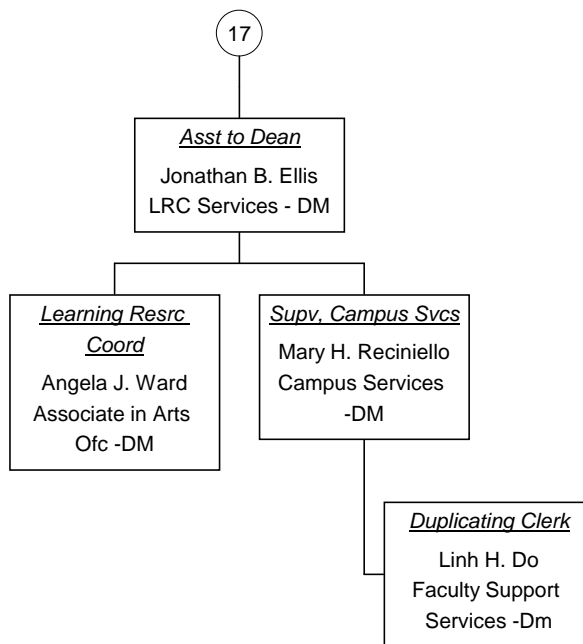 17
Asst to Dean
Jonathan B. Ellis
LRC Services - DM
Learning Resrc
Coord
Angela J. Ward
Associate in Arts
Ofc -DM
Supv, Campus Svcs
Mary H. Reciniello
Campus Services
-DM
Duplicating Clerk
Linh H. Do
Faculty Support
Services -Dm